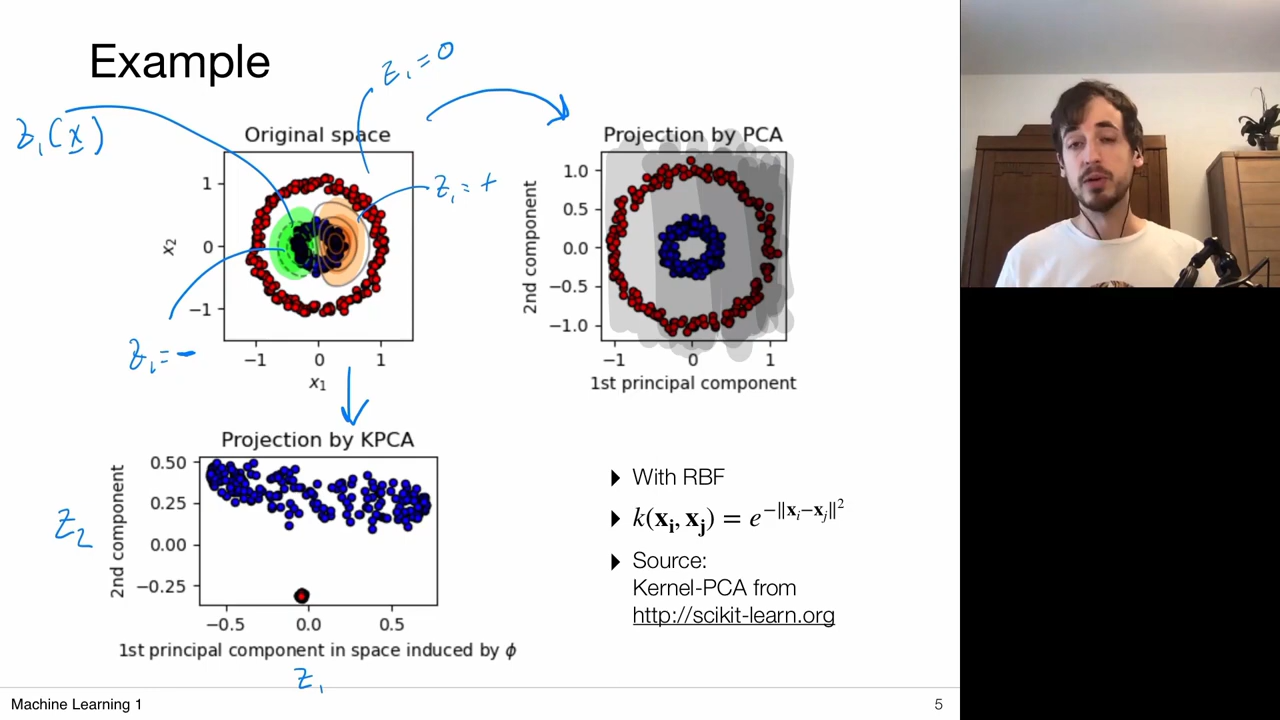 Example
z₁ = 0
z₁(x)
Original space
z₁ = +
1
0
−1
x₂
−1 0 1
x₁
z₁ = −
Projection by PCA
1.0
0.5
0.0
−0.5
−1.0
2nd component
−1 0 1
1st principal component
Projection by KPCA
0.50
0.25
0.00
−0.25
2nd component
z₂
−0.5 0.0 0.5
1st principal component in space induced by ϕ
z₁
With RBF
k(xᵢ, xⱼ) = e^{−‖xᵢ−xⱼ‖²}
Source:
Kernel-PCA from
http://scikit-learn.org
Machine Learning 1
5